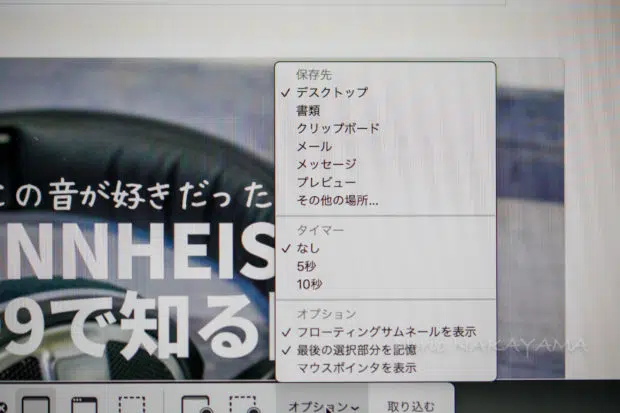 保存先
✓ デスクトップ
書類
クリップボード
メール
メッセージ
プレビュー
その他の場所...
タイマー
✓ なし
5秒
10秒
オプション
✓ フローティングサムネールを表示
✓ 最後の選択部分を記憶
マウスポインタを表示
この音が好きだった
NNHEIS
9で知る
NAKAYAMA
オプション
取り込む